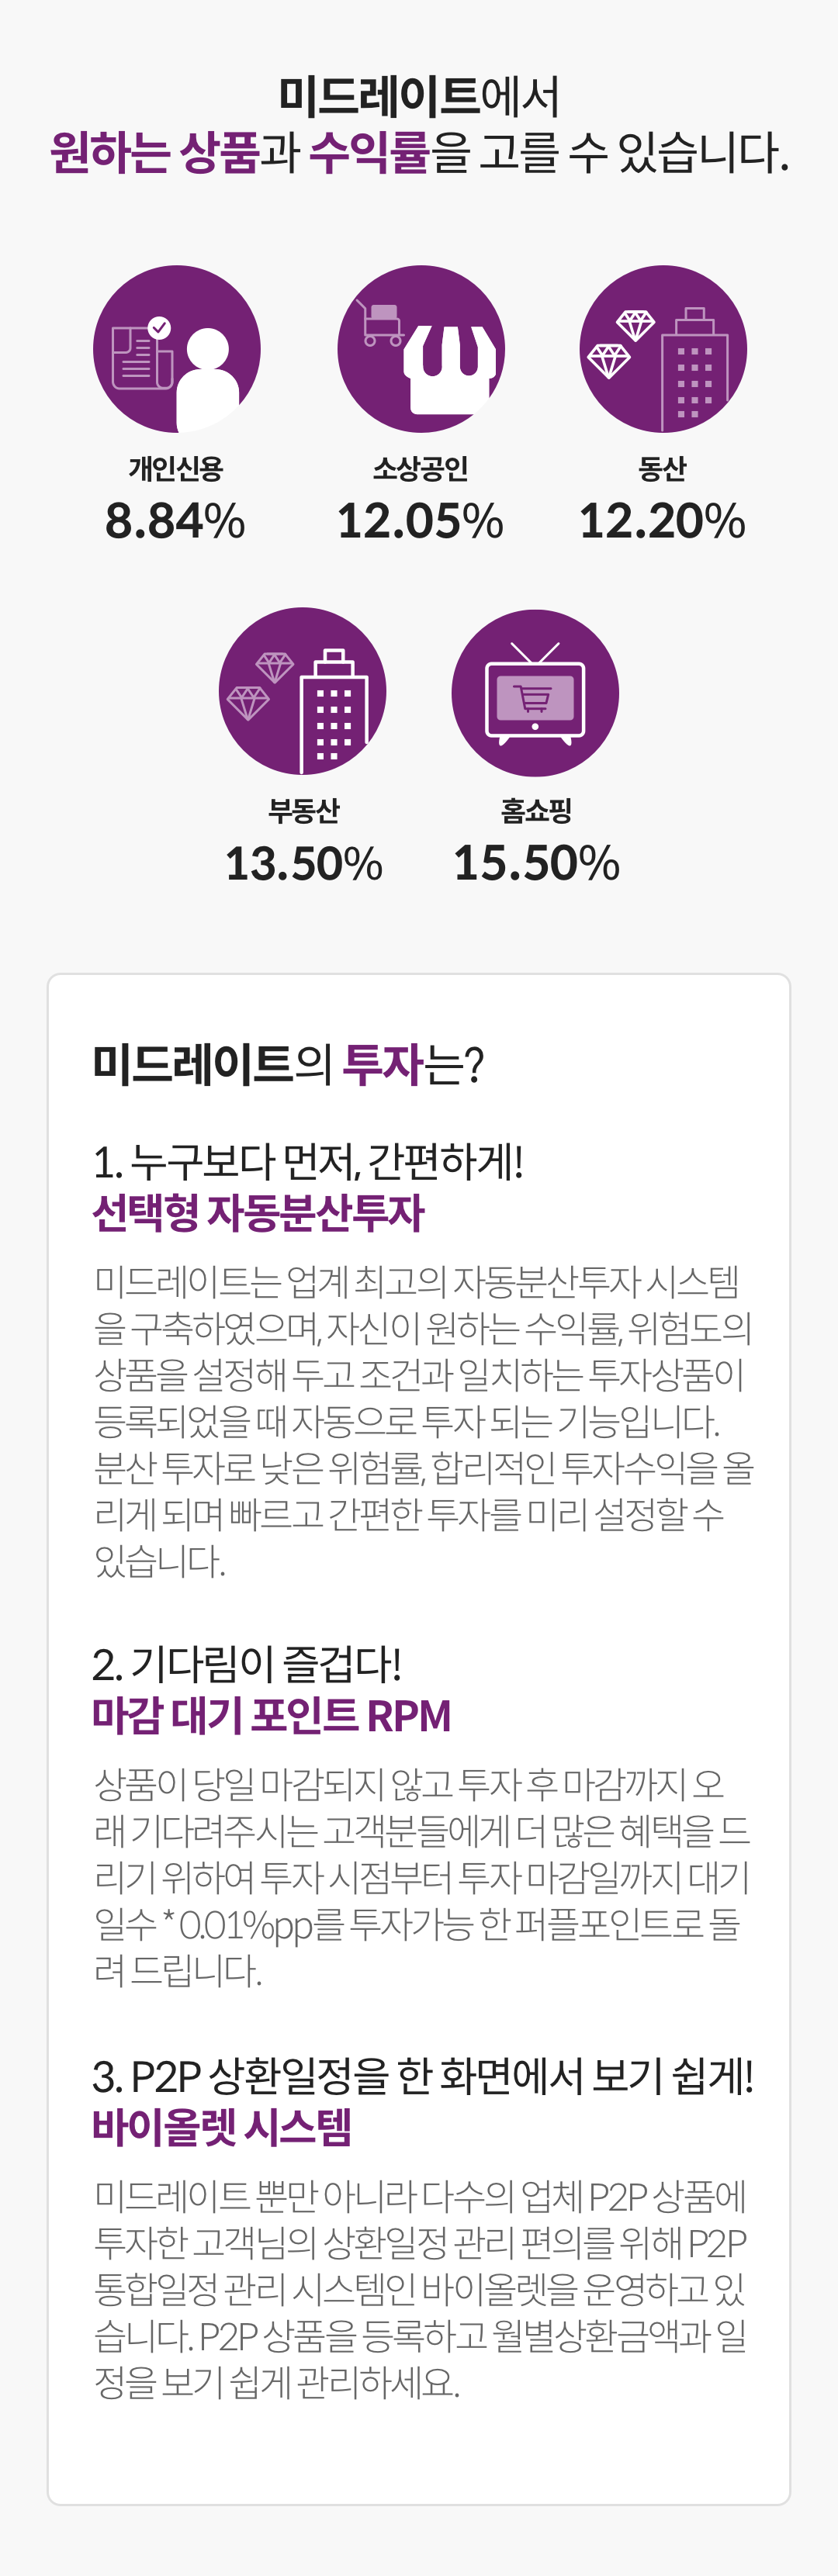 미드레이트에서
원하는 상품과 수익률을 고를 수 있습니다.
개인신용
8.84%
소상공인
12.05%
동산
12.20%
부동산
13.50%
홈쇼핑
15.50%
미드레이트의 투자는?
1. 누구보다 먼저, 간편하게!
선택형 자동분산투자
미드레이트는 업계 최고의 자동분산투자 시스템
을 구축하였으며, 자신이 원하는 수익률, 위험도의
상품을 설정해 두고 조건과 일치하는 투자상품이
등록되었을 때 자동으로 투자 되는 기능입니다.
분산 투자로 낮은 위험률, 합리적인 투자수익을 올
리게 되며 빠르고 간편한 투자를 미리 설정할 수
있습니다.
2. 기다림이 즐겁다!
마감 대기 포인트 RPM
상품이 당일 마감되지 않고 투자 후 마감까지 오
래 기다려주시는 고객분들에게 더 많은 혜택을 드
리기 위하여 투자 시점부터 투자 마감일까지 대기
일수 * 0.01%pp를 투자가능 한 퍼플포인트로 돌
려 드립니다.
3. P2P 상환일정을 한 화면에서 보기 쉽게!
바이올렛 시스템
미드레이트 뿐만 아니라 다수의 업체 P2P 상품에
투자한 고객님의 상환일정 관리 편의를 위해 P2P
통합일정 관리 시스템인 바이올렛을 운영하고 있
습니다. P2P 상품을 등록하고 월별상환금액과 일
정을 보기 쉽게 관리하세요.